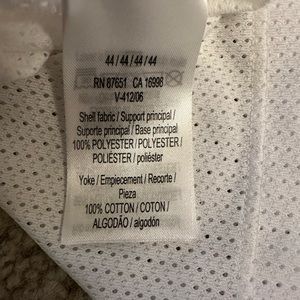 44 / 44 / 44 / 44
RN 87651 CA 16998
V-412/06
Shell fabric / Support principal /
Suporte principal / Base principal
100% POLYESTER / POLYESTER /
POLIÉSTER / poliéster
Yoke / Empiecement / Recorte /
Pieza
100% COTTON / COTON /
ALGODÃO / algodón